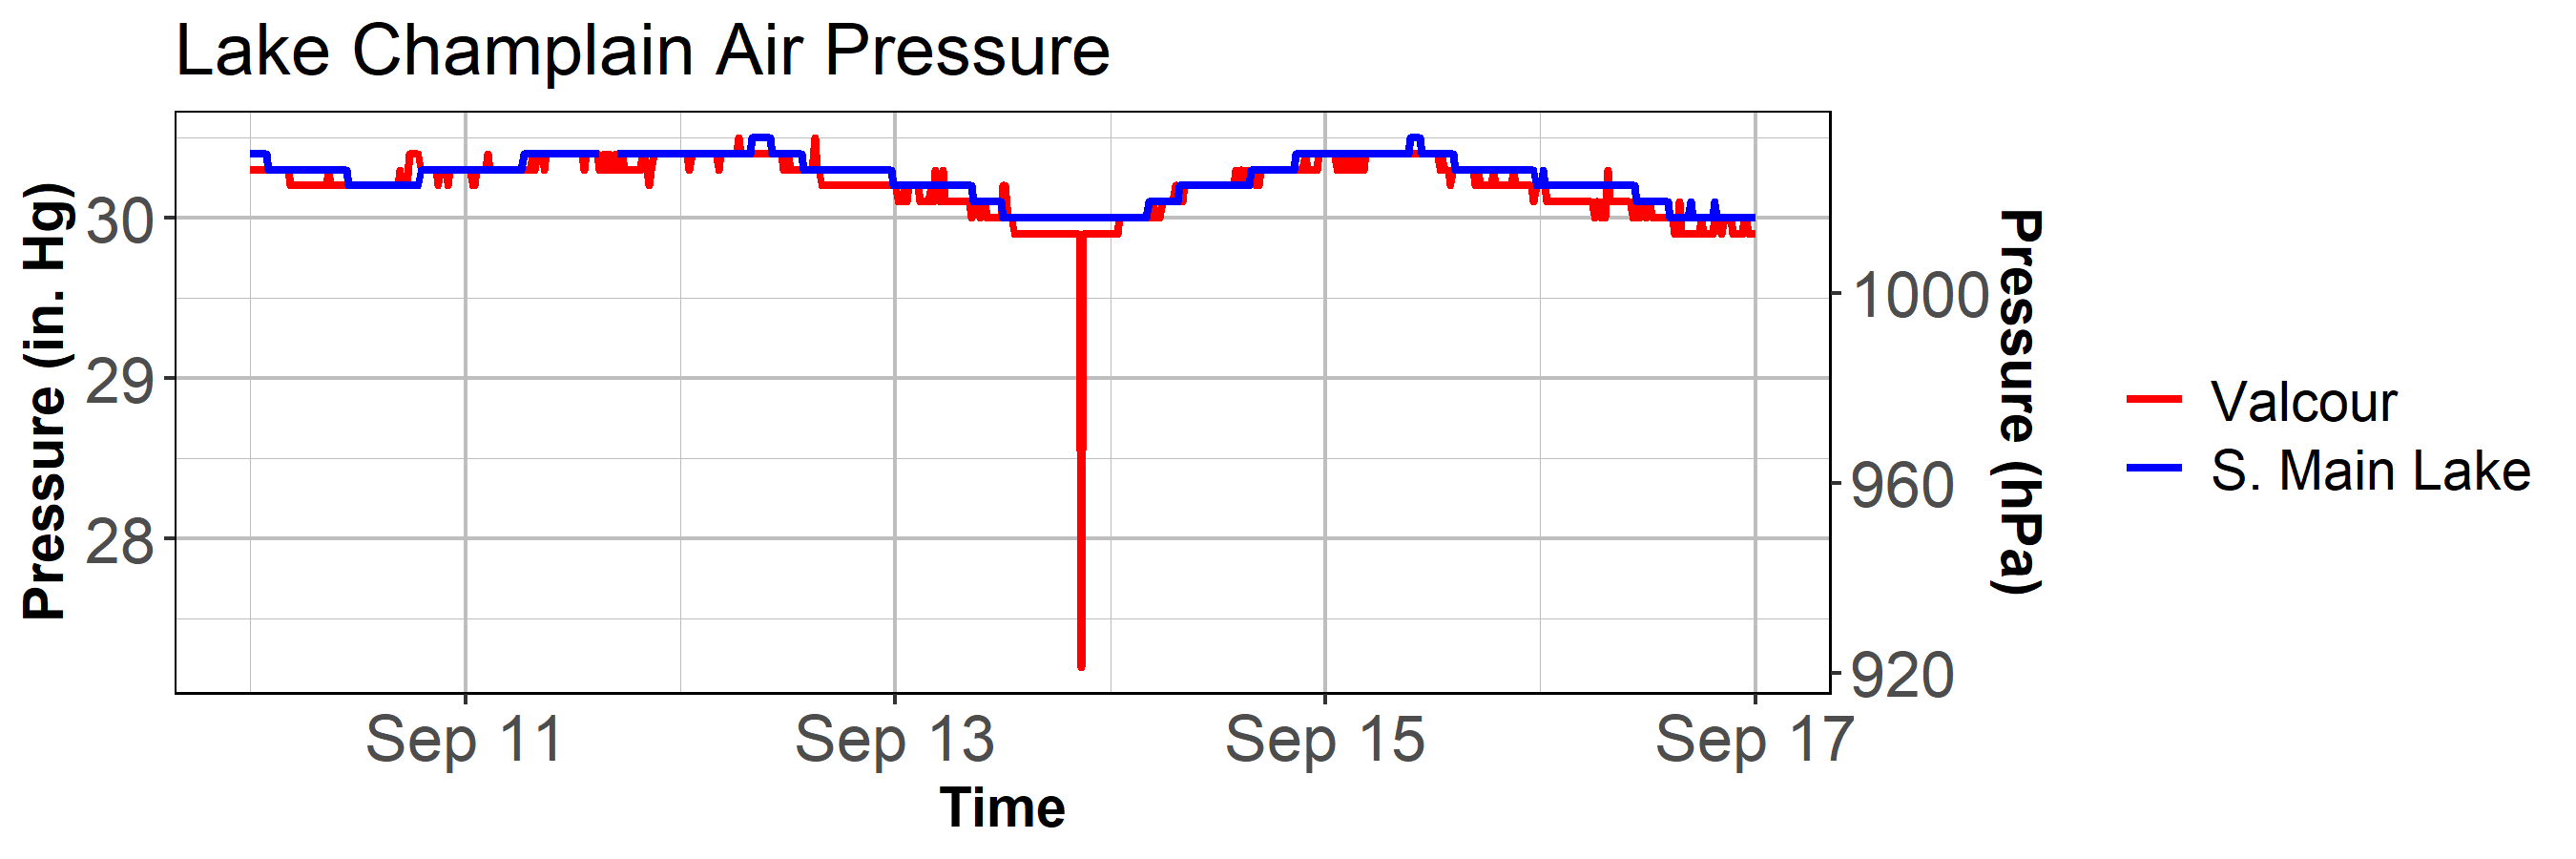 Lake Champlain Air Pressure
Pressure (in. Hg)
30
29
28
1000
960
920
Pressure (hPa)
Sep 11
Sep 13
Sep 15
Sep 17
Time
Valcour
S. Main Lake